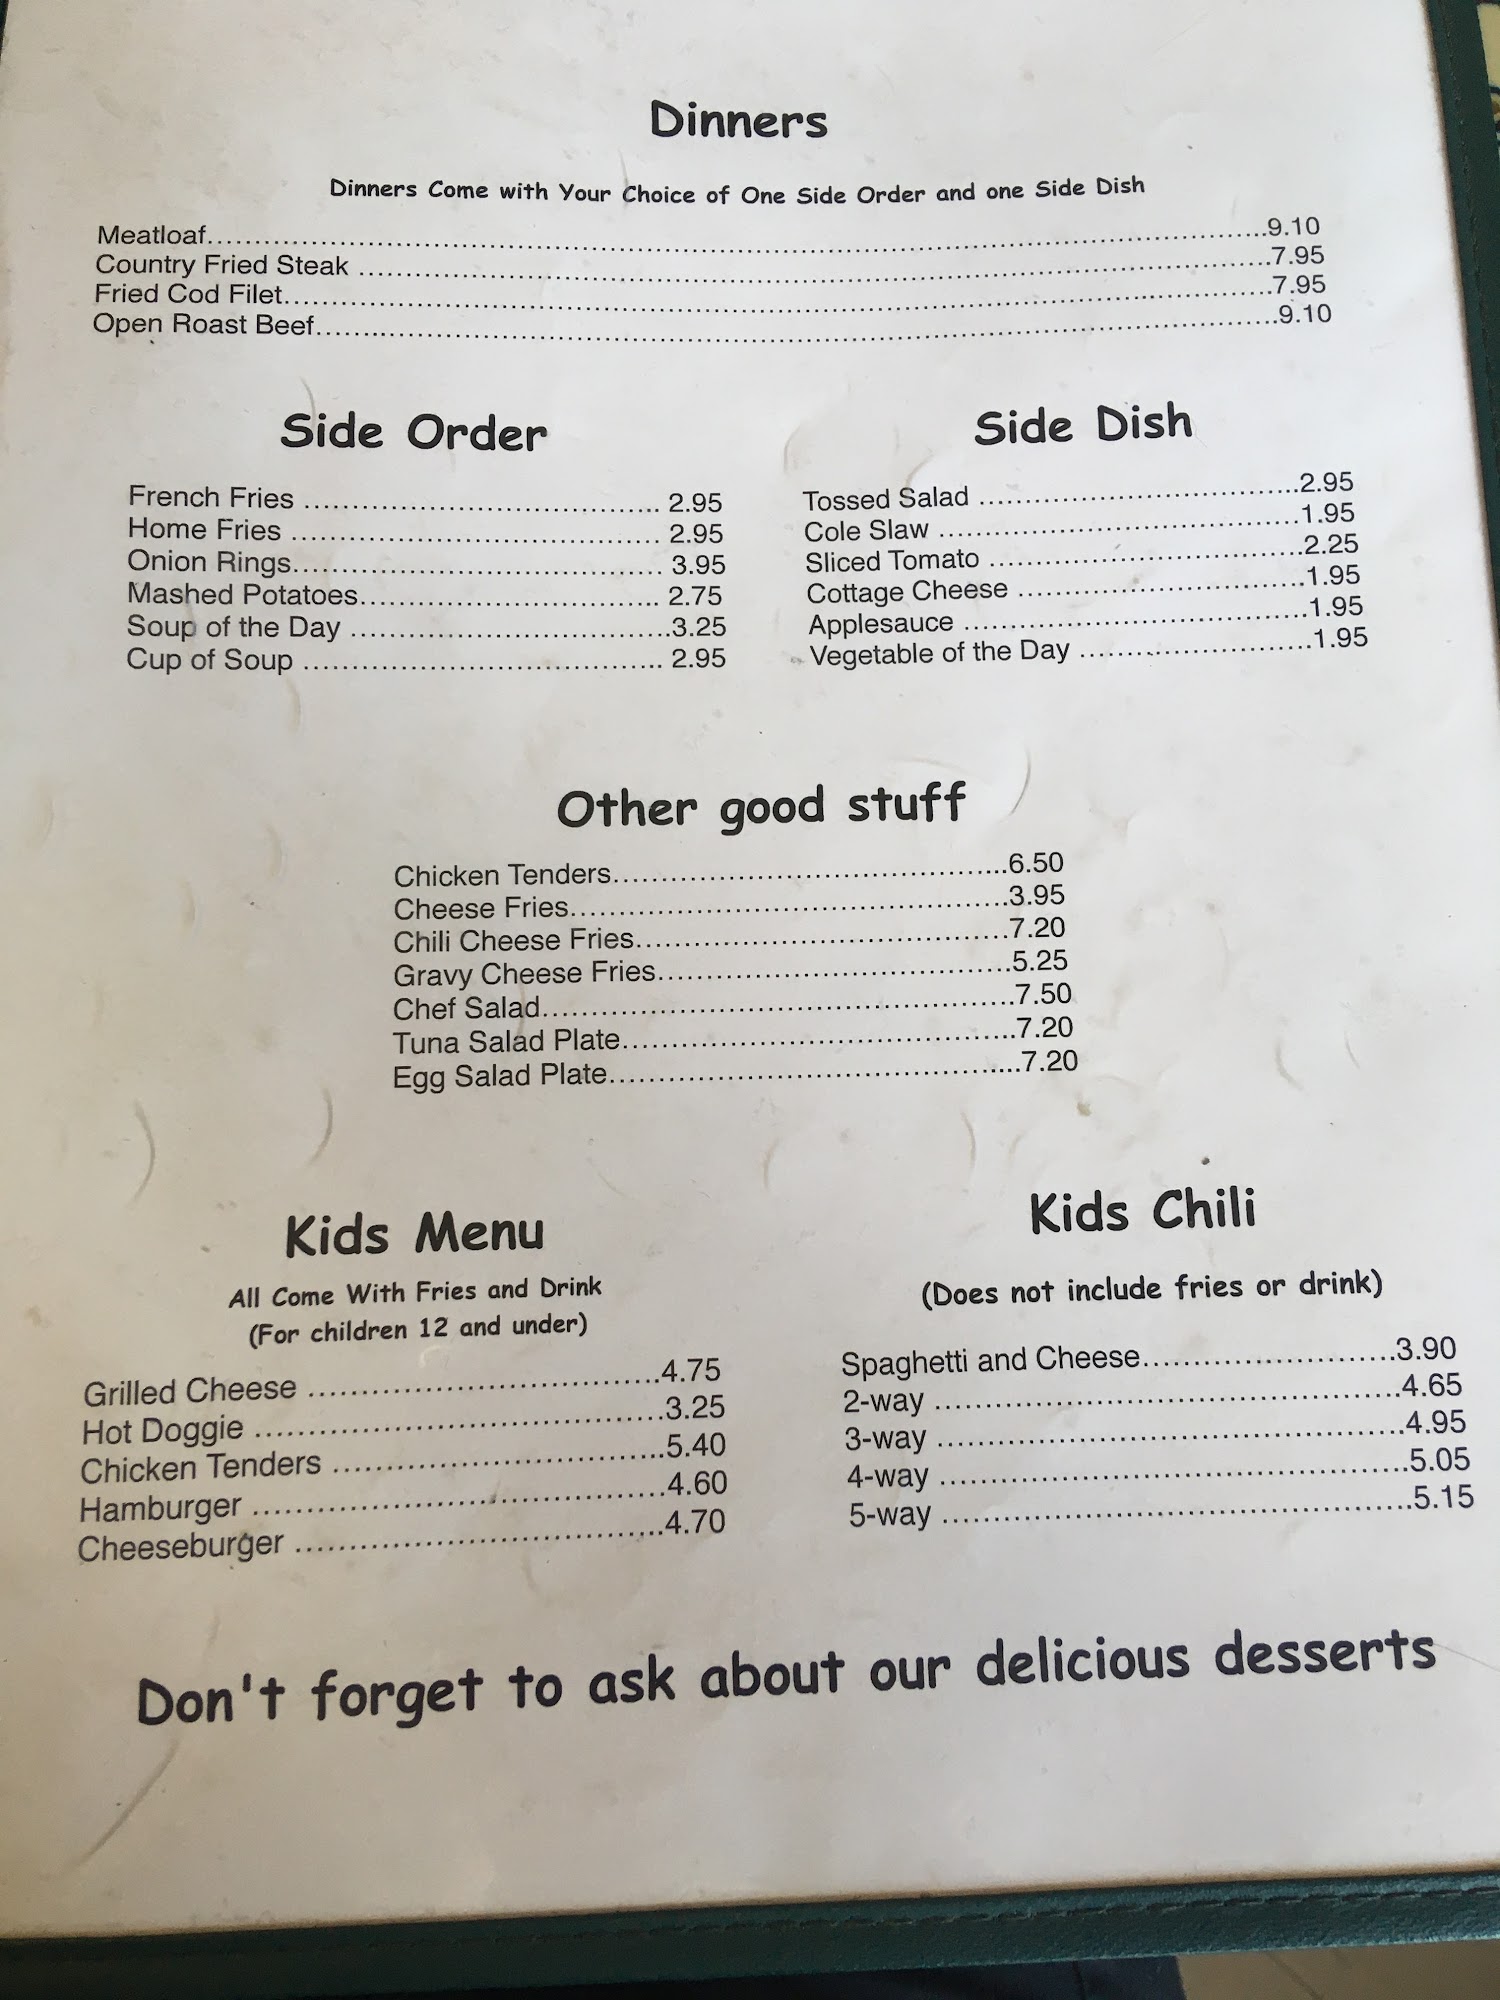 Dinners
Dinners Come with Your Choice of One Side Order and one Side Dish
Meatloaf..........9.10
Country Fried Steak ..........7.95
Fried Cod Filet..........7.95
Open Roast Beef..........9.10
Side Order
French Fries .......... 2.95
Home Fries .......... 2.95
Onion Rings.......... 3.95
Mashed Potatoes.......... 2.75
Soup of the Day ..........3.25
Cup of Soup .......... 2.95
Side Dish
Tossed Salad ..........2.95
Cole Slaw ..........1.95
Sliced Tomato ..........2.25
Cottage Cheese ..........1.95
Applesauce ..........1.95
Vegetable of the Day ..........1.95
Other good stuff
Chicken Tenders..........6.50
Cheese Fries..........3.95
Chili Cheese Fries..........7.20
Gravy Cheese Fries..........5.25
Chef Salad..........7.50
Tuna Salad Plate..........7.20
Egg Salad Plate..........7.20
Kids Menu
All Come With Fries and Drink
(For children 12 and under)
Grilled Cheese ..........4.75
Hot Doggie ..........3.25
Chicken Tenders ..........5.40
Hamburger ..........4.60
Cheeseburger ..........4.70
Kids Chili
(Does not include fries or drink)
Spaghetti and Cheese..........3.90
2-way ..........4.65
3-way ..........4.95
4-way ..........5.05
5-way ..........5.15
Don't forget to ask about our delicious desserts